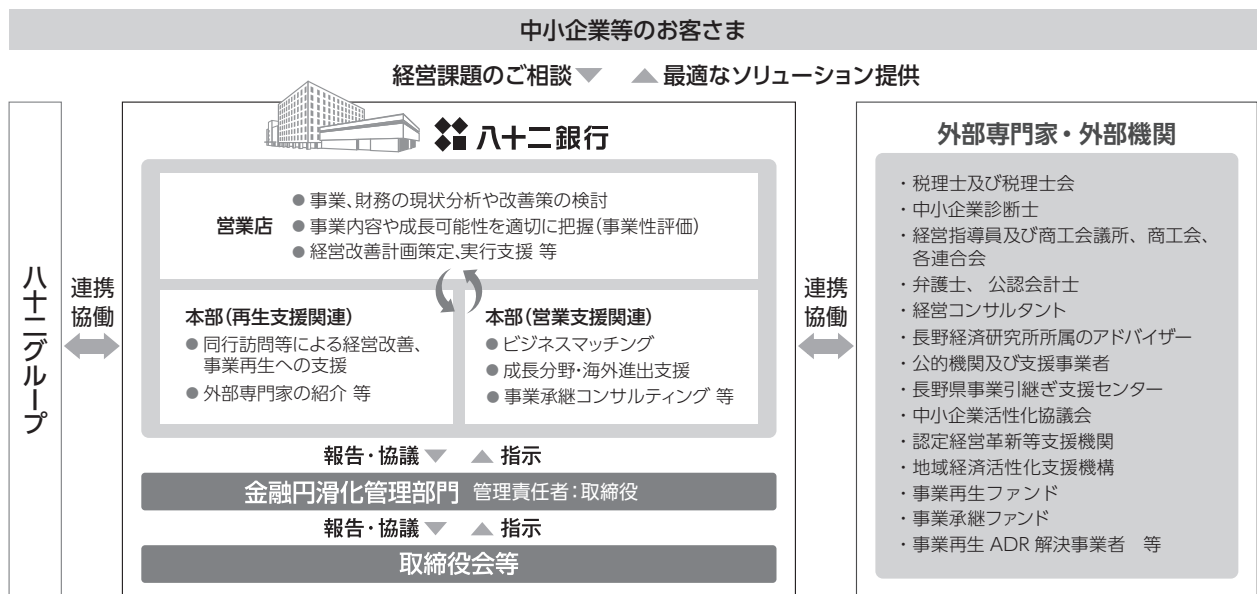 中小企業等のお客さま
経営課題のご相談▼ ▲最適なソリューション提供
八十二グループ
連携
協働
八十二銀行
営業店
● 事業、財務の現状分析や改善策の検討
● 事業内容や成長可能性を適切に把握(事業性評価)
● 経営改善計画策定、実行支援 等
本部(再生支援関連)
● 同行訪問等による経営改善、
事業再生への支援
● 外部専門家の紹介 等
本部(営業支援関連)
● ビジネスマッチング
● 成長分野・海外進出支援
● 事業承継コンサルティング 等
報告・協議▼ ▲指示
金融円滑化管理部門 管理責任者:取締役
報告・協議▼ ▲指示
取締役会等
連携
協働
外部専門家・外部機関
・税理士及び税理士会
・中小企業診断士
・経営指導員及び商工会議所、商工会、
各連合会
・弁護士、公認会計士
・経営コンサルタント
・長野経済研究所所属のアドバイザー
・公的機関及び支援事業者
・長野県事業引継ぎ支援センター
・中小企業活性化協議会
・認定経営革新等支援機関
・地域経済活性化支援機構
・事業再生ファンド
・事業承継ファンド
・事業再生 ADR 解決事業者 等